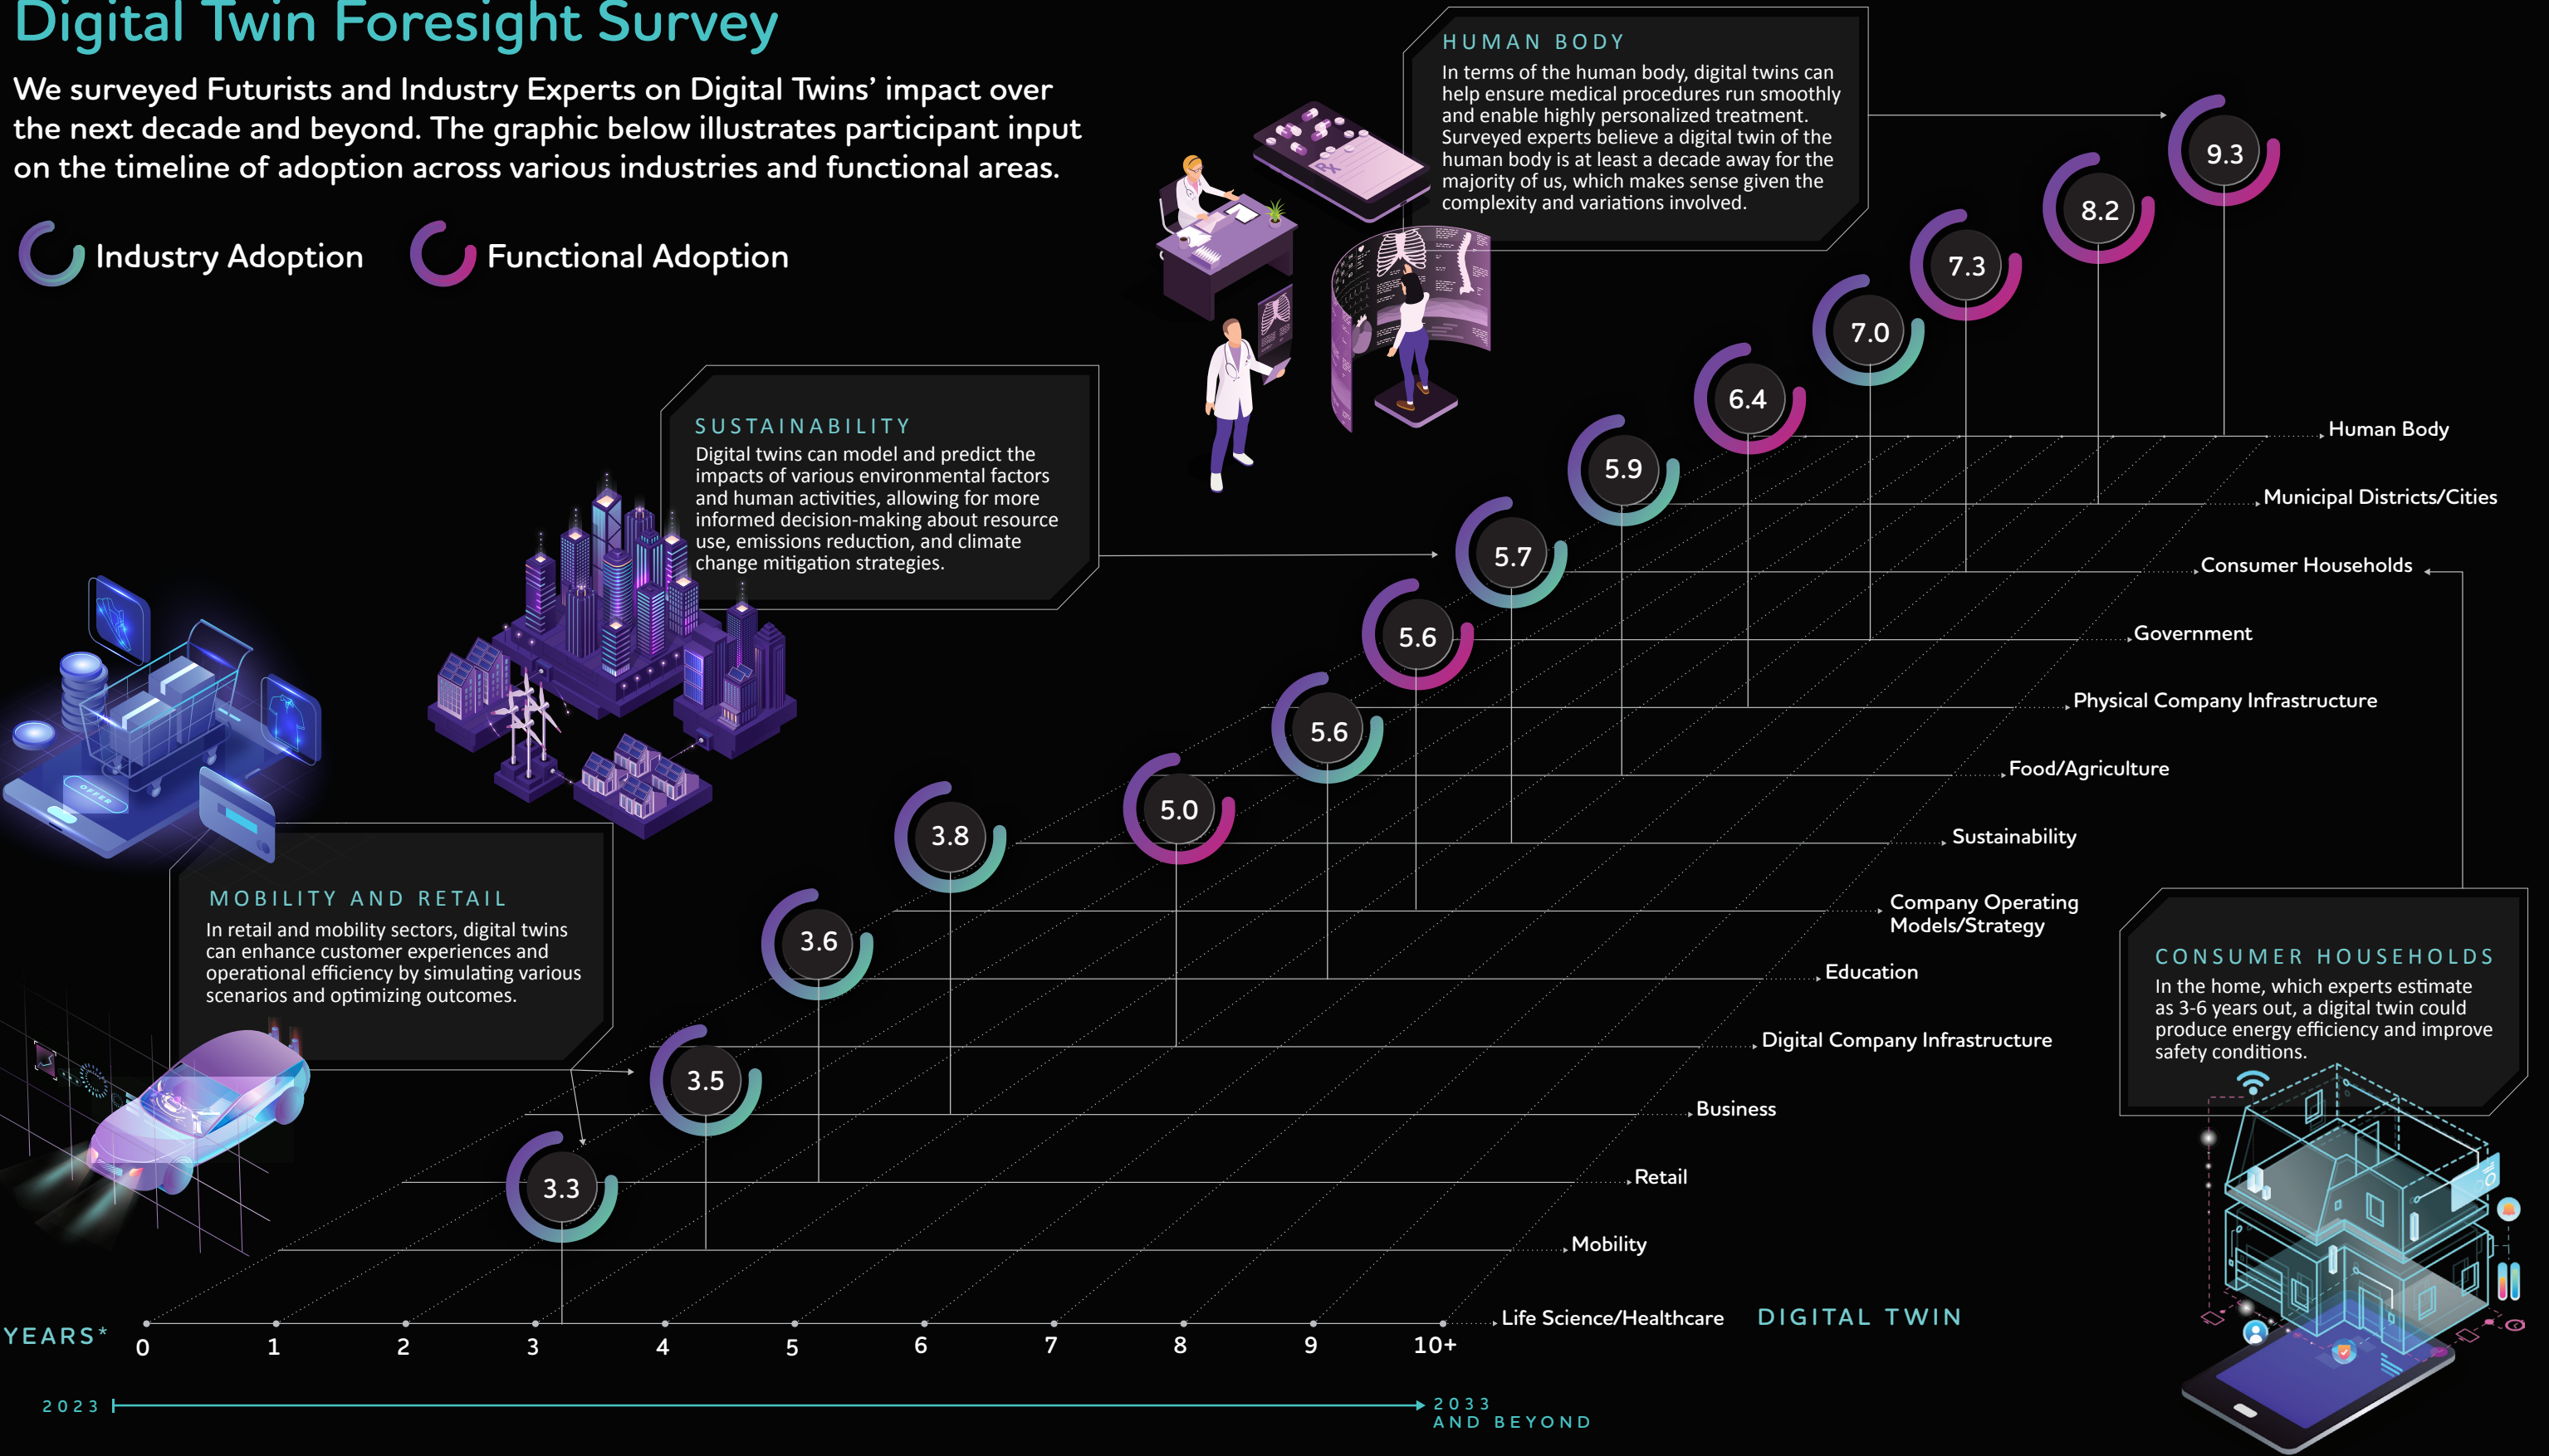 Digital Twin Foresight Survey
We surveyed Futurists and Industry Experts on Digital Twins’ impact over
the next decade and beyond. The graphic below illustrates participant input
on the timeline of adoption across various industries and functional areas.
Industry Adoption
Functional Adoption
HUMAN BODY
In terms of the human body, digital twins can
help ensure medical procedures run smoothly
and enable highly personalized treatment.
Surveyed experts believe a digital twin of the
human body is at least a decade away for the
majority of us, which makes sense given the
complexity and variations involved.
SUSTAINABILITY
Digital twins can model and predict the
impacts of various environmental factors
and human activities, allowing for more
informed decision-making about resource
use, emissions reduction, and climate
change mitigation strategies.
MOBILITY AND RETAIL
In retail and mobility sectors, digital twins
can enhance customer experiences and
operational efficiency by simulating various
scenarios and optimizing outcomes.
CONSUMER HOUSEHOLDS
In the home, which experts estimate
as 3-6 years out, a digital twin could
produce energy efficiency and improve
safety conditions.
OFFER
RX
9.3
8.2
7.3
7.0
6.4
5.9
5.7
5.6
5.6
5.0
3.8
3.6
3.5
3.3
Human Body
Municipal Districts/Cities
Consumer Households
Government
Physical Company Infrastructure
Food/Agriculture
Sustainability
Company Operating
Models/Strategy
Education
Digital Company Infrastructure
Business
Retail
Mobility
Life Science/Healthcare
DIGITAL TWIN
YEARS*
0
1
2
3
4
5
6
7
8
9
10+
2023
2033
AND BEYOND